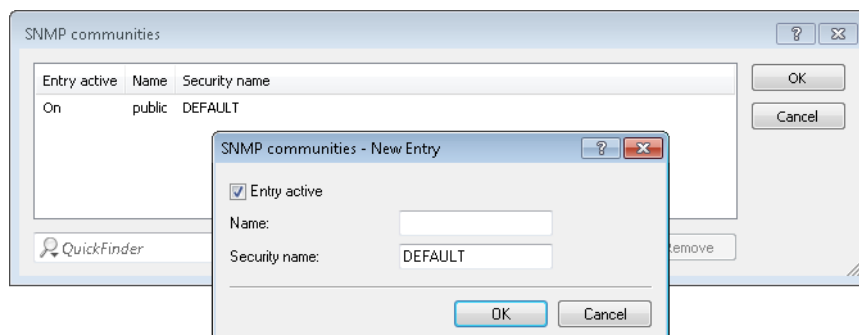 SNMP communities
Entry active Name Security name
On public DEFAULT
OK
Cancel
QuickFinder
SNMP communities - New Entry
Entry active
Name:
Security name: DEFAULT
OK Cancel